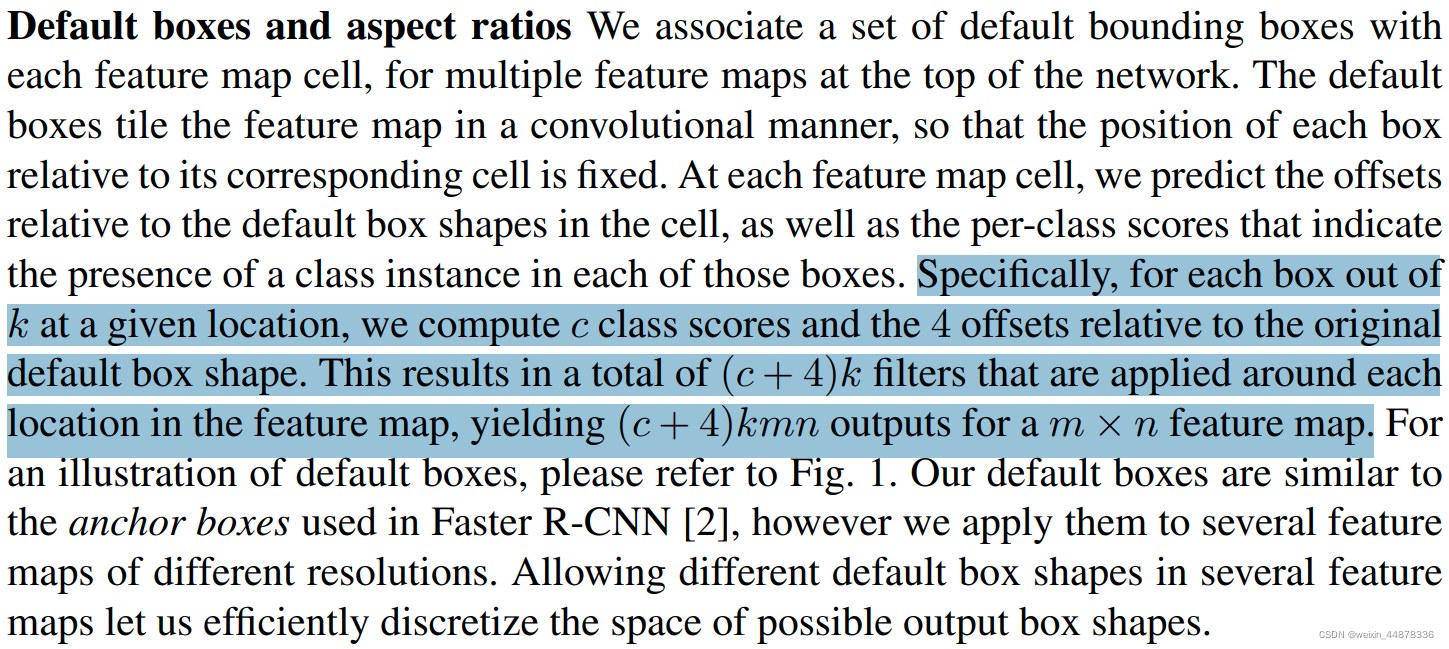 Default boxes and aspect ratios We associate a set of default bounding boxes with
each feature map cell, for multiple feature maps at the top of the network. The default
boxes tile the feature map in a convolutional manner, so that the position of each box
relative to its corresponding cell is fixed. At each feature map cell, we predict the offsets
relative to the default box shapes in the cell, as well as the per-class scores that indicate
the presence of a class instance in each of those boxes. Specifically, for each box out of
k at a given location, we compute c class scores and the 4 offsets relative to the original
default box shape. This results in a total of (c + 4)k filters that are applied around each
location in the feature map, yielding (c + 4)kmn outputs for a m × n feature map. For
an illustration of default boxes, please refer to Fig. 1. Our default boxes are similar to
the anchor boxes used in Faster R-CNN [2], however we apply them to several feature
maps of different resolutions. Allowing different default box shapes in several feature
maps let us efficiently discretize the space of possible output box shapes.
CSDN @weixin_44878336